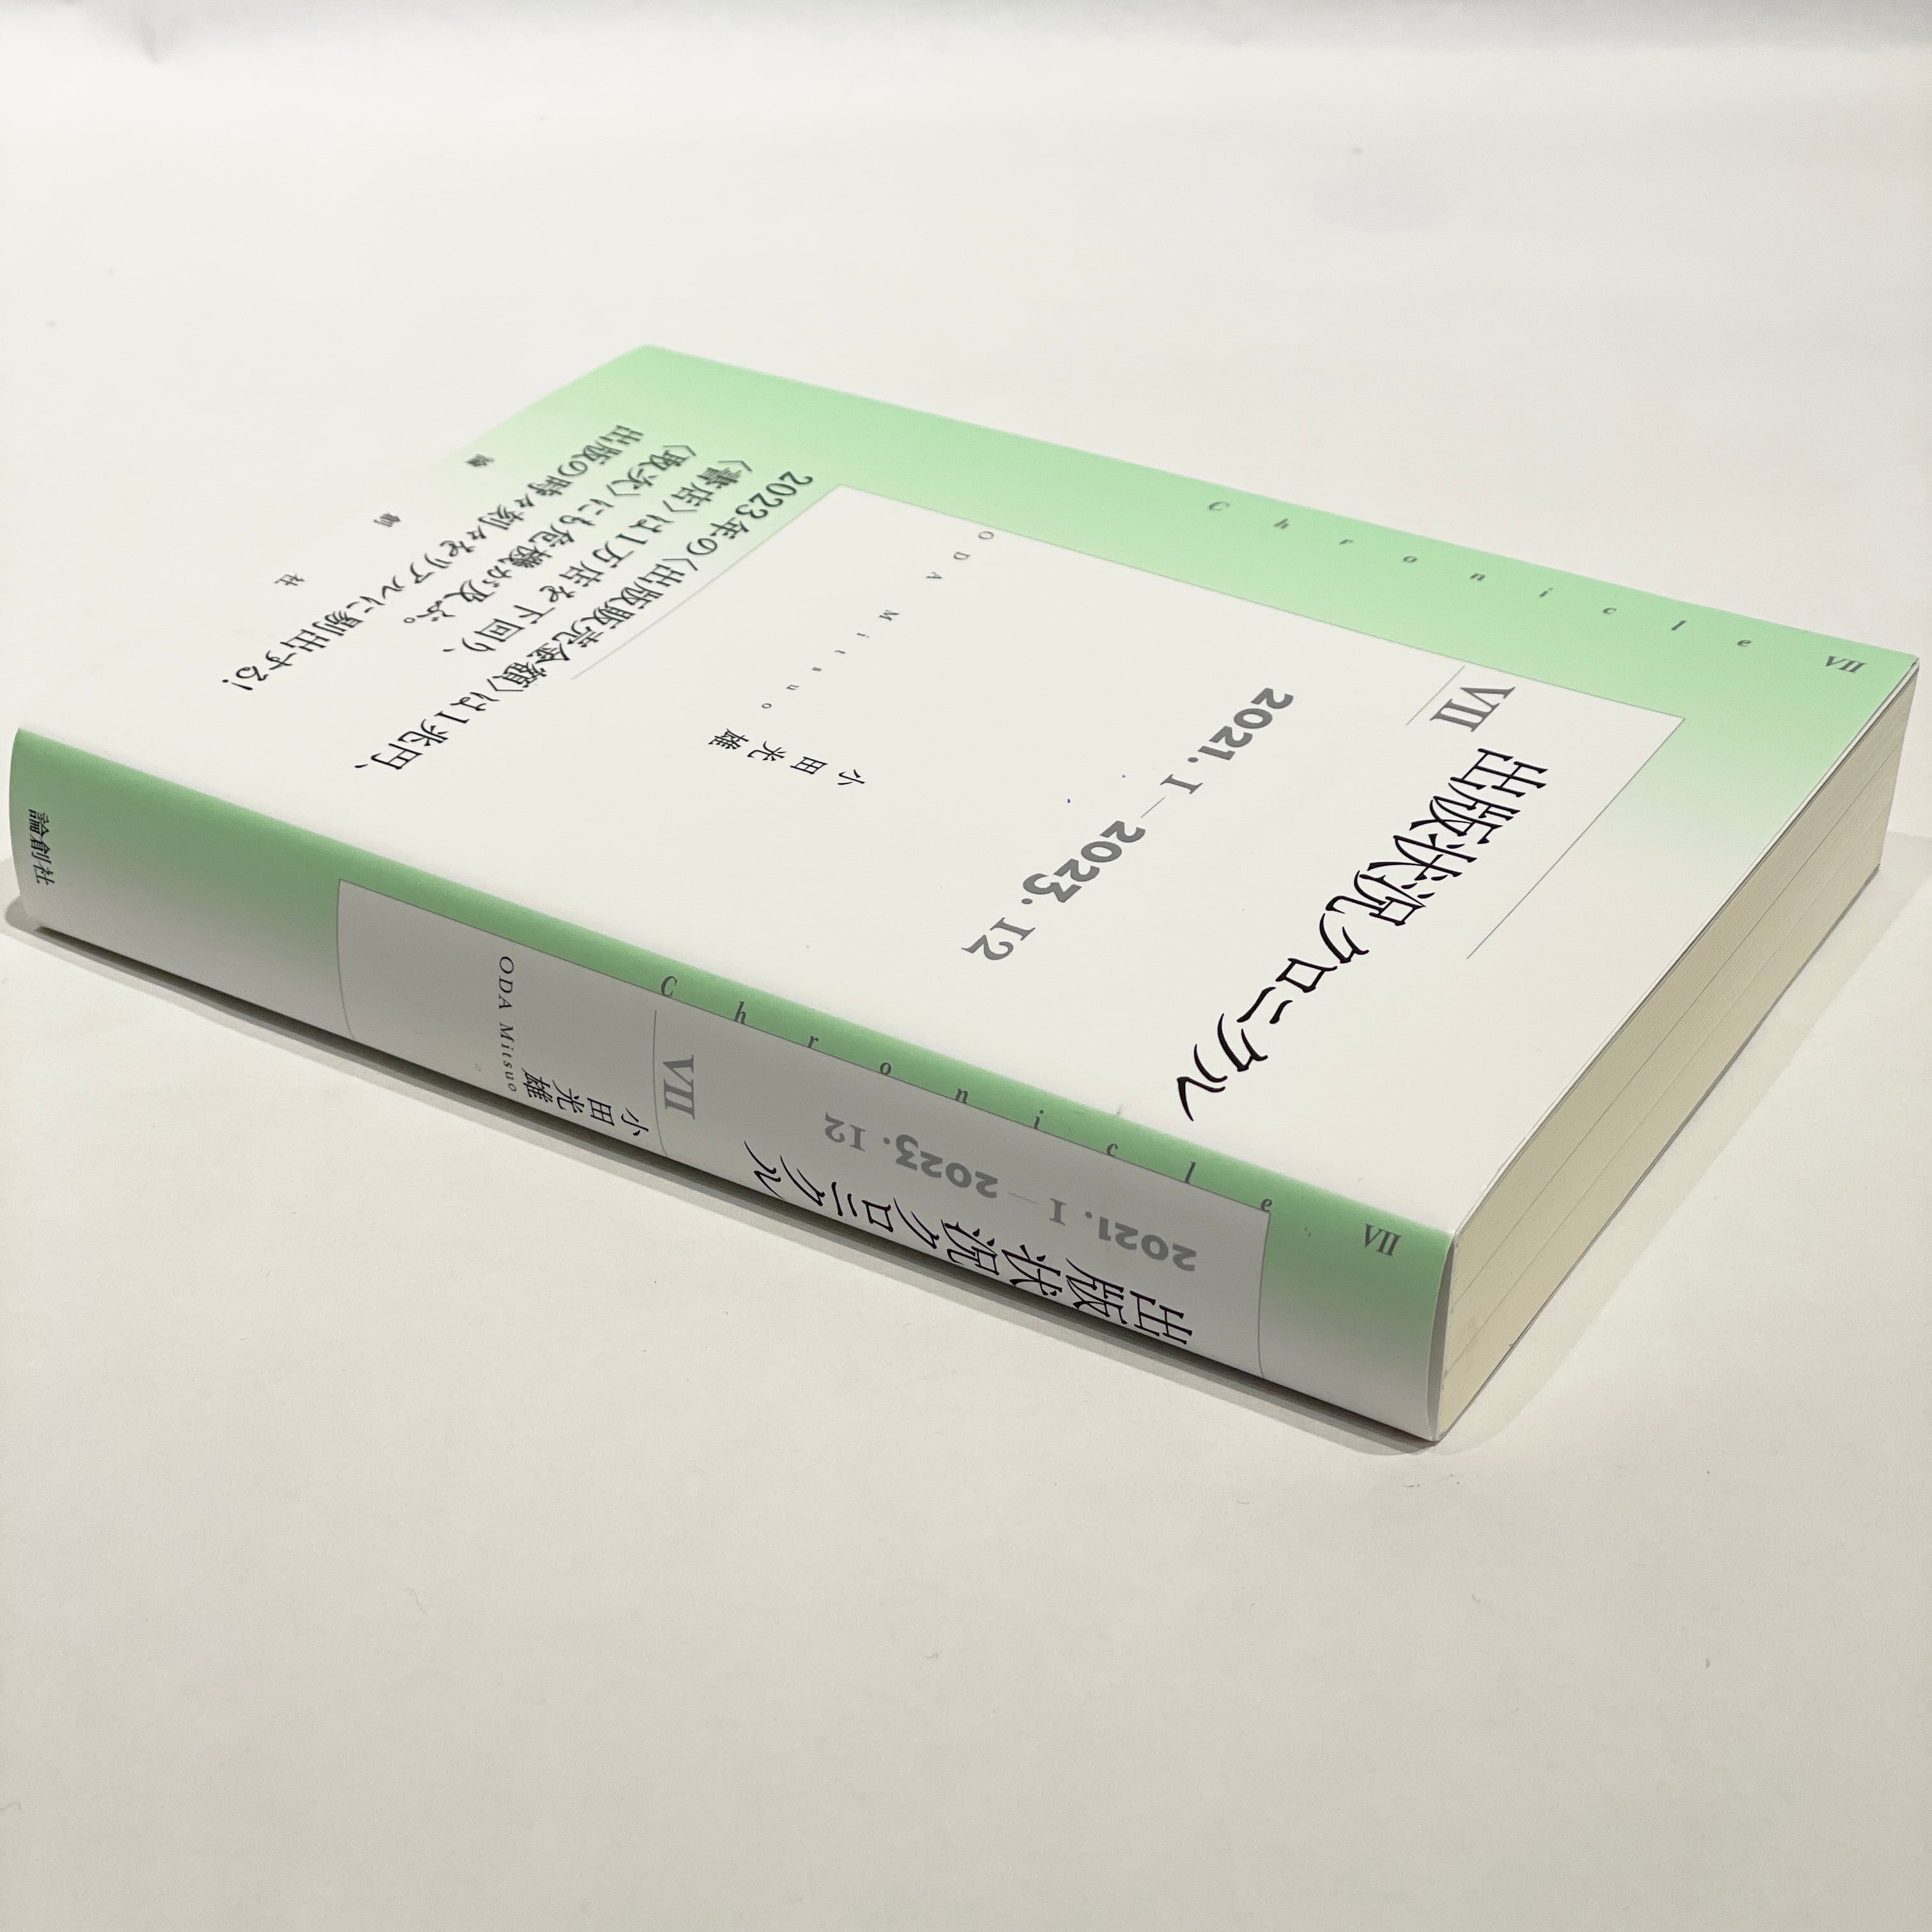 Chronicle VII
VII 出版状況クロニクル
2021.1—2023.12
ODA Mitsuo
小田光雄
2023年の〈出版販売金額〉は1兆円、
〈書店〉は1万店を下回り、
〈取次〉にも危機が及ぶ。
出版の時々刻々をリアルに剔出する!
論創社
Chronicle VII
出版状況クロニクル
2021.1—2023.12
VII
小田光雄
ODA Mitsuo
論創社